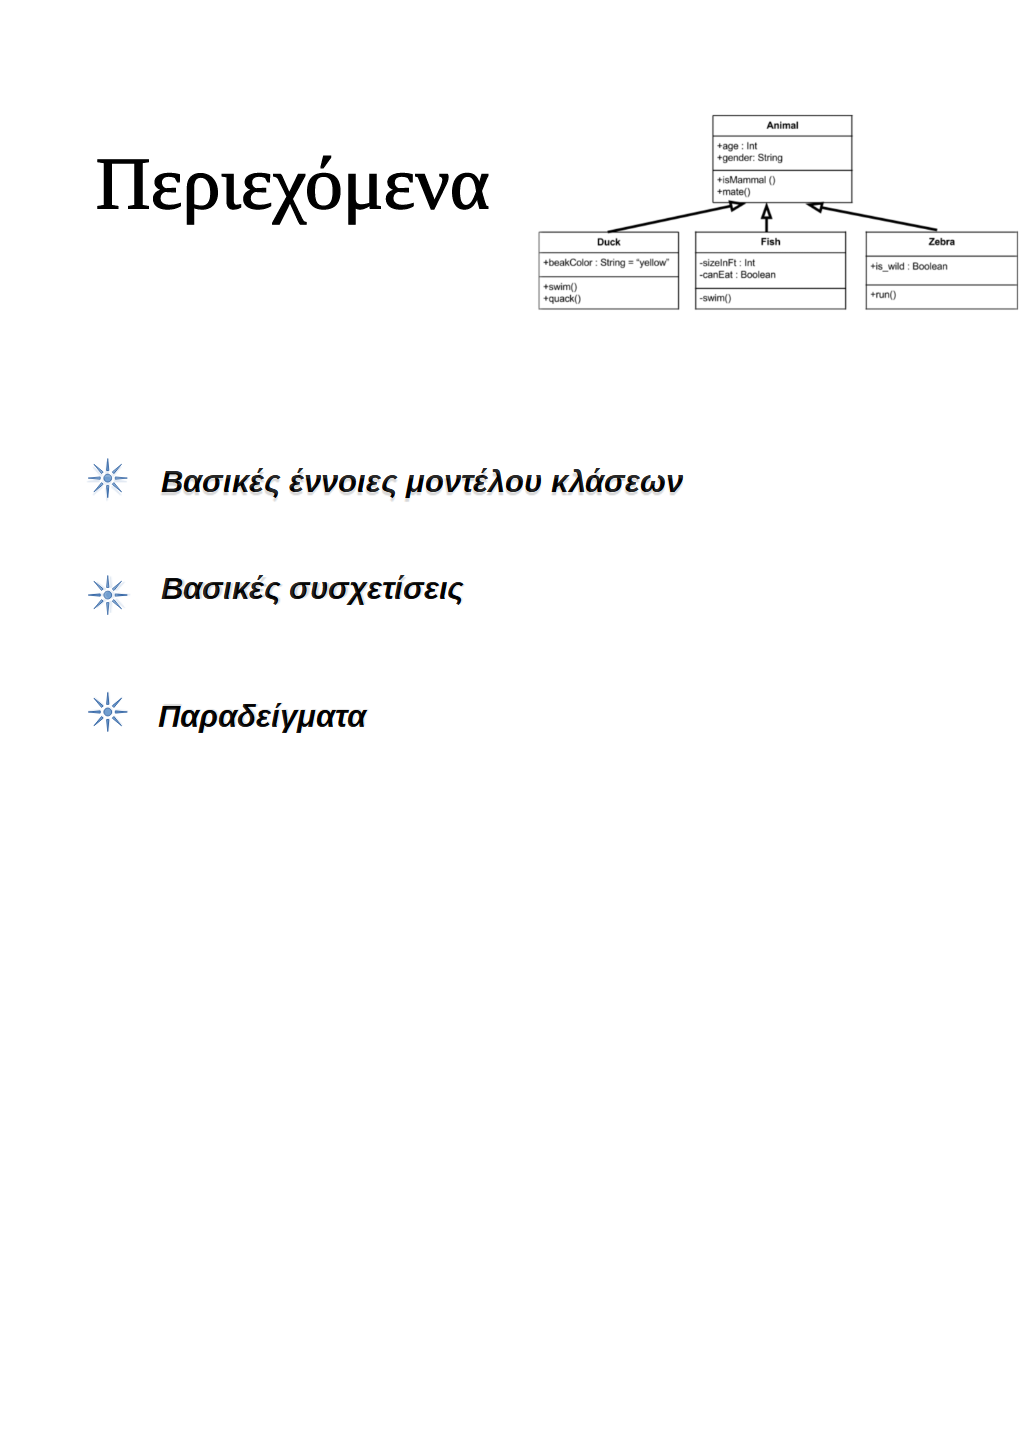 Περιεχόμενα
Animal
+age : Int
+gender: String
+isMammal ()
+mate()
Duck
+beakColor : String = “yellow”
+swim()
+quack()
Fish
-sizeInFt : Int
-canEat : Boolean
-swim()
Zebra
+is_wild : Boolean
+run()
Βασικές έννοιες μοντέλου κλάσεων
Βασικές συσχετίσεις
Παραδείγματα